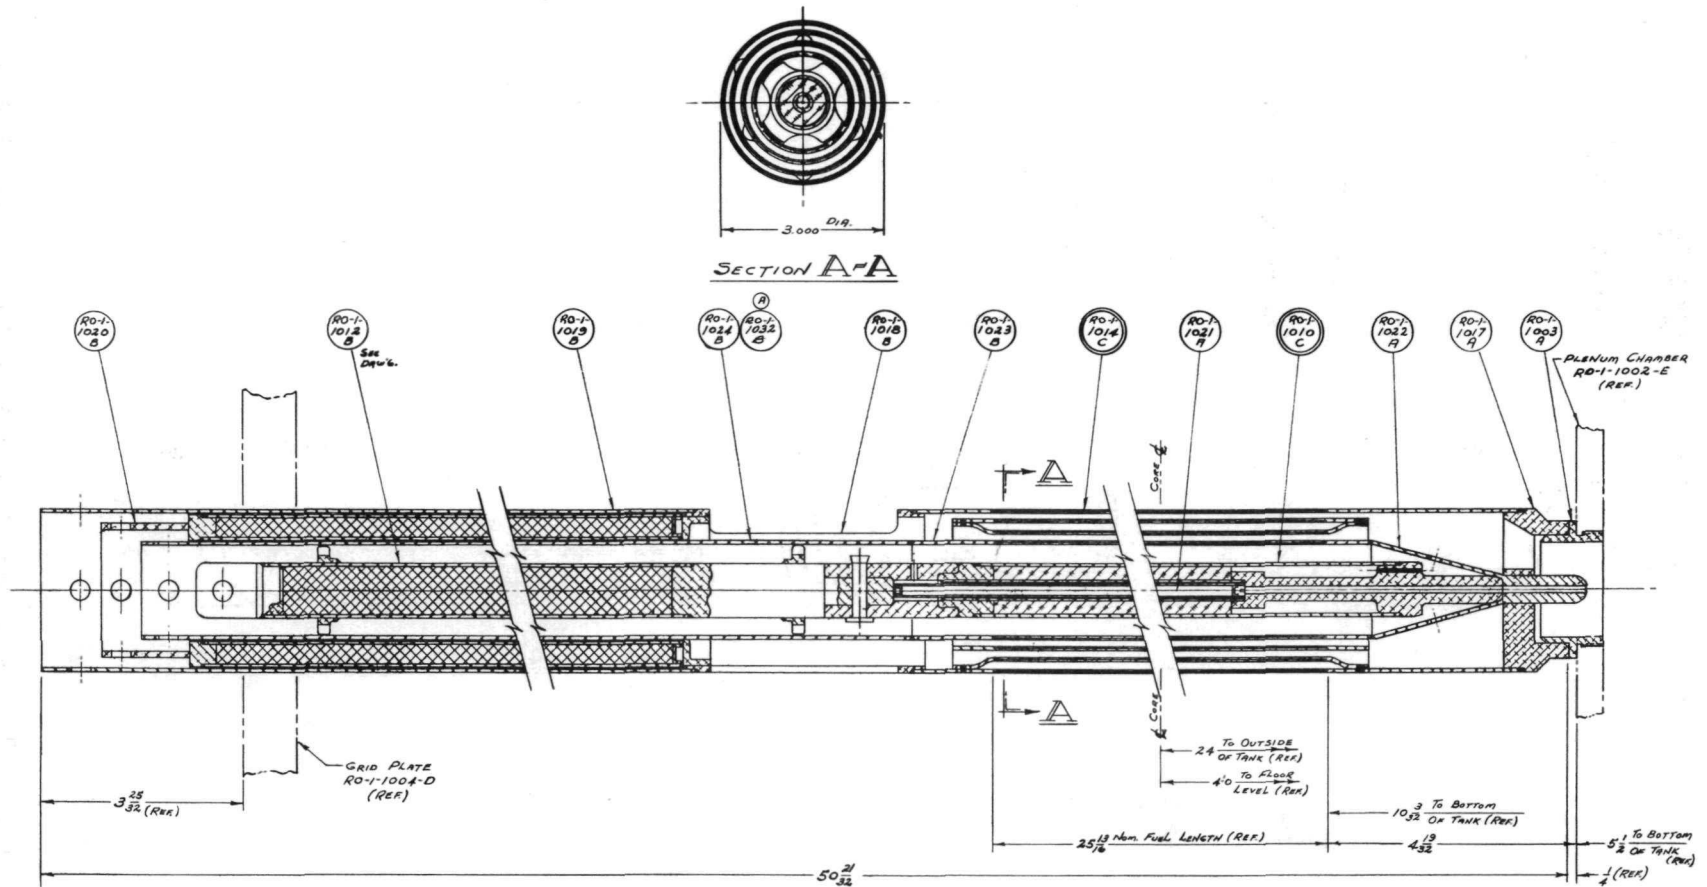 3.000 DIA.
SECTION A-A
RO-1-
1020
B
RO-1-
1012
B
SEE
DRW'G.
RO-1-
1019
B
RO-1-
1024
B
A
RO-1-
1032
B
RO-1-
1018
B
RO-1-
1023
B
RO-1-
1014
C
RO-1-
1021
A
RO-1-
1010
C
RO-1-
1022
A
RO-1-
1017
A
RO-1-
1003
A
PLENUM CHAMBER
RO-1-1002-E
(REF.)
A
CORE ℄
A
CORE ℄
GRID PLATE
RO-1-1004-D
(REF)
3 25/32 (REF.)
24 TO OUTSIDE
OF TANK (REF.)
4'-0 TO FLOOR
LEVEL (REF.)
10 3/32 TO BOTTOM
OF TANK (REF.)
25 13/16 NOM. FUEL LENGTH (REF.)
4 19/32
5 1/2 TO BOTTOM
OF TANK
(REF.)
50 21/32
1/4 (REF.)